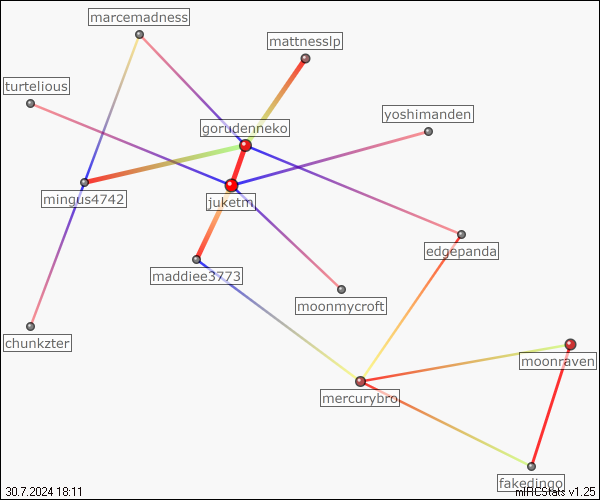 marcemadness
mattnesslp
turtelious
yoshimanden
gorudenneko
mingus4742
juketm
edgepanda
maddiee3773
moonmycroft
chunkzter
moonraven
mercurybro
fakedingo
30.7.2024 18:11
mIRCStats v1.25